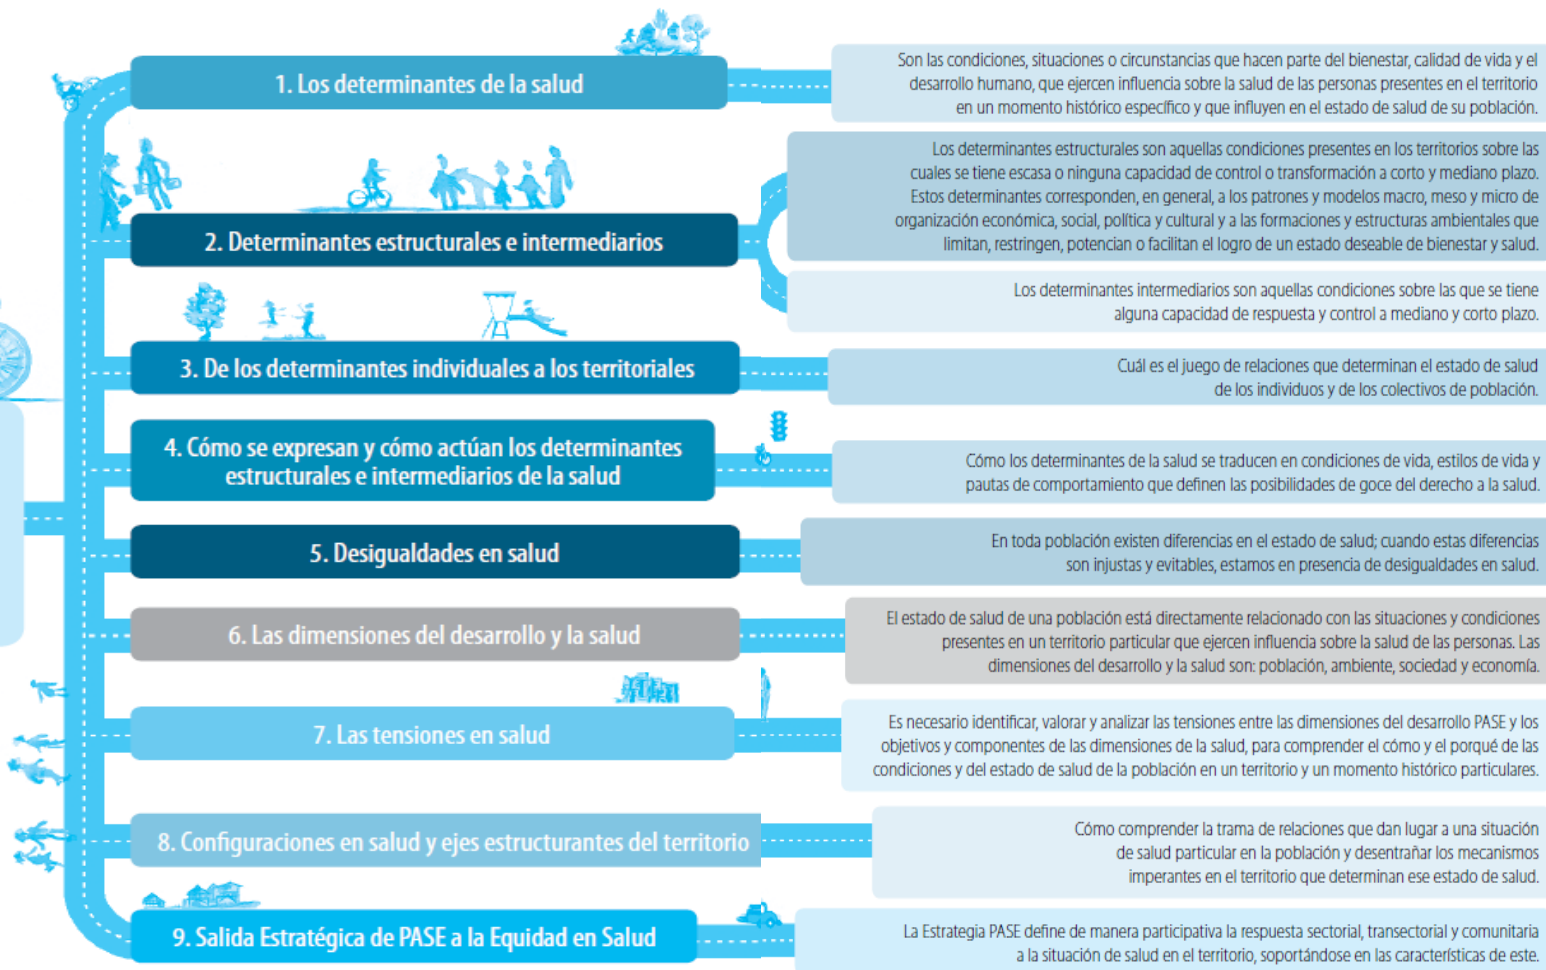 1. Los determinantes de la salud
Son las condiciones, situaciones o circunstancias que hacen parte del bienestar, calidad de vida y el
desarrollo humano, que ejercen influencia sobre la salud de las personas presentes en el territorio
en un momento histórico específico y que influyen en el estado de salud de su población.
2. Determinantes estructurales e intermediarios
Los determinantes estructurales son aquellas condiciones presentes en los territorios sobre las
cuales se tiene escasa o ninguna capacidad de control o transformación a corto y mediano plazo.
Estos determinantes corresponden, en general, a los patrones y modelos macro, meso y micro de
organización económica, social, política y cultural y a las formaciones y estructuras ambientales que
limitan, restringen, potencian o facilitan el logro de un estado deseable de bienestar y salud.
Los determinantes intermediarios son aquellas condiciones sobre las que se tiene
alguna capacidad de respuesta y control a mediano y corto plazo.
3. De los determinantes individuales a los territoriales
Cuál es el juego de relaciones que determinan el estado de salud
de los individuos y de los colectivos de población.
4. Cómo se expresan y cómo actúan los determinantes
estructurales e intermediarios de la salud
Cómo los determinantes de la salud se traducen en condiciones de vida, estilos de vida y
pautas de comportamiento que definen las posibilidades de goce del derecho a la salud.
5. Desigualdades en salud
En toda población existen diferencias en el estado de salud; cuando estas diferencias
son injustas y evitables, estamos en presencia de desigualdades en salud.
6. Las dimensiones del desarrollo y la salud
El estado de salud de una población está directamente relacionado con las situaciones y condiciones
presentes en un territorio particular que ejercen influencia sobre la salud de las personas. Las
dimensiones del desarrollo y la salud son: población, ambiente, sociedad y economía.
7. Las tensiones en salud
Es necesario identificar, valorar y analizar las tensiones entre las dimensiones del desarrollo PASE y los
objetivos y componentes de las dimensiones de la salud, para comprender el cómo y el porqué de las
condiciones y del estado de salud de la población en un territorio y un momento histórico particulares.
8. Configuraciones en salud y ejes estructurantes del territorio
Cómo comprender la trama de relaciones que dan lugar a una situación
de salud particular en la población y desentrañar los mecanismos
imperantes en el territorio que determinan ese estado de salud.
9. Salida Estratégica de PASE a la Equidad en Salud
La Estrategia PASE define de manera participativa la respuesta sectorial, transectorial y comunitaria
a la situación de salud en el territorio, soportándose en las características de este.